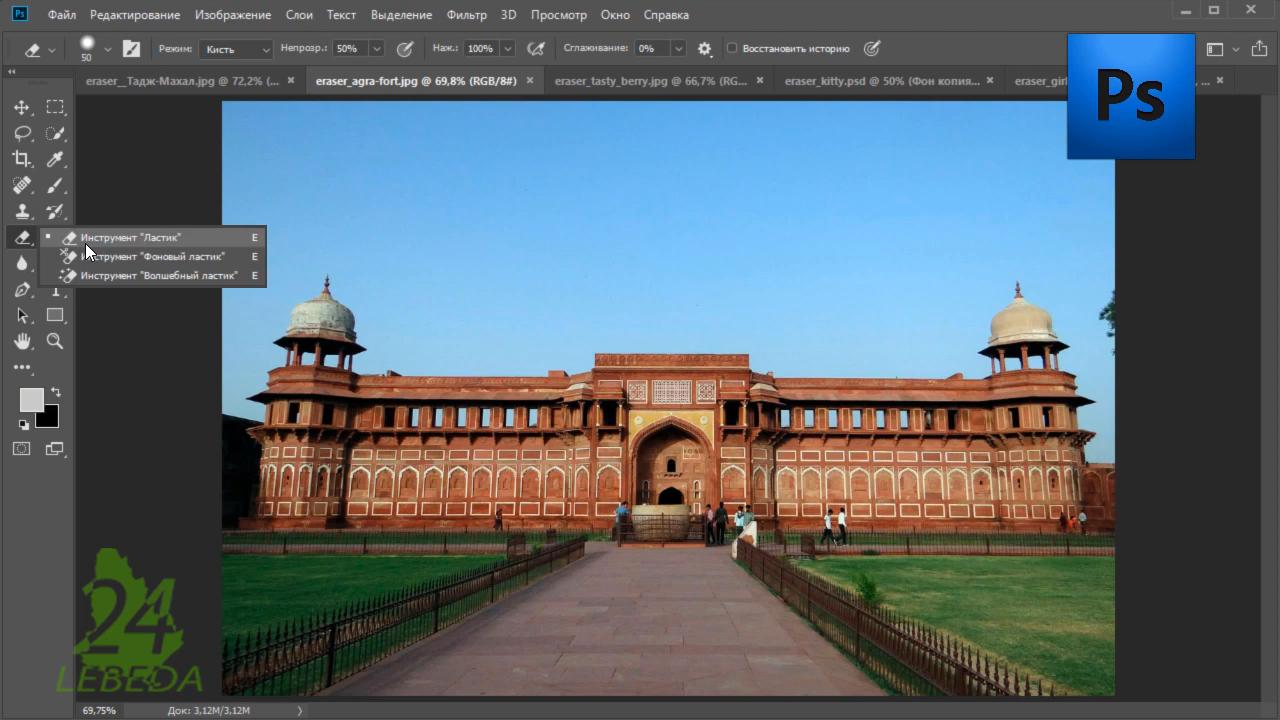 Ps Файл Редактирование Изображение Слои Текст Выделение Фильтр 3D Просмотр Окно Справка
50 Режим: Кисть Непрозр.: 50% Наж.: 100% Сглаживание: 0% Восстановить историю
eraser__Тадж-Махал.jpg @ 72,2% (... eraser_agra-fort.jpg @ 69,8% (RGB/8#) eraser_tasty_berry.jpg @ 66,7% (RG... eraser_kitty.psd @ 50% (Фон копия... eraser_girl
Ps
Инструмент "Ластик" E
Инструмент "Фоновый ластик" E
Инструмент "Волшебный ластик" E
24
LEBEDA
69,75% Док: 3,12M/3,12M